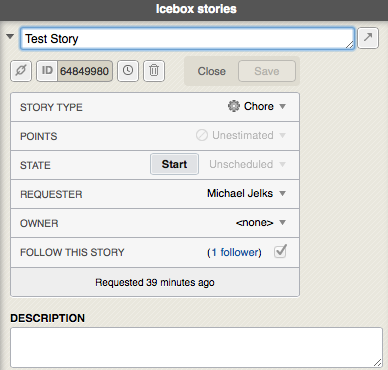 Icebox stories
Test Story
ID 64849980 Close Save
STORY TYPE Chore
POINTS Unestimated
STATE Start Unscheduled
REQUESTER Michael Jelks
OWNER <none>
FOLLOW THIS STORY (1 follower)
Requested 39 minutes ago
DESCRIPTION